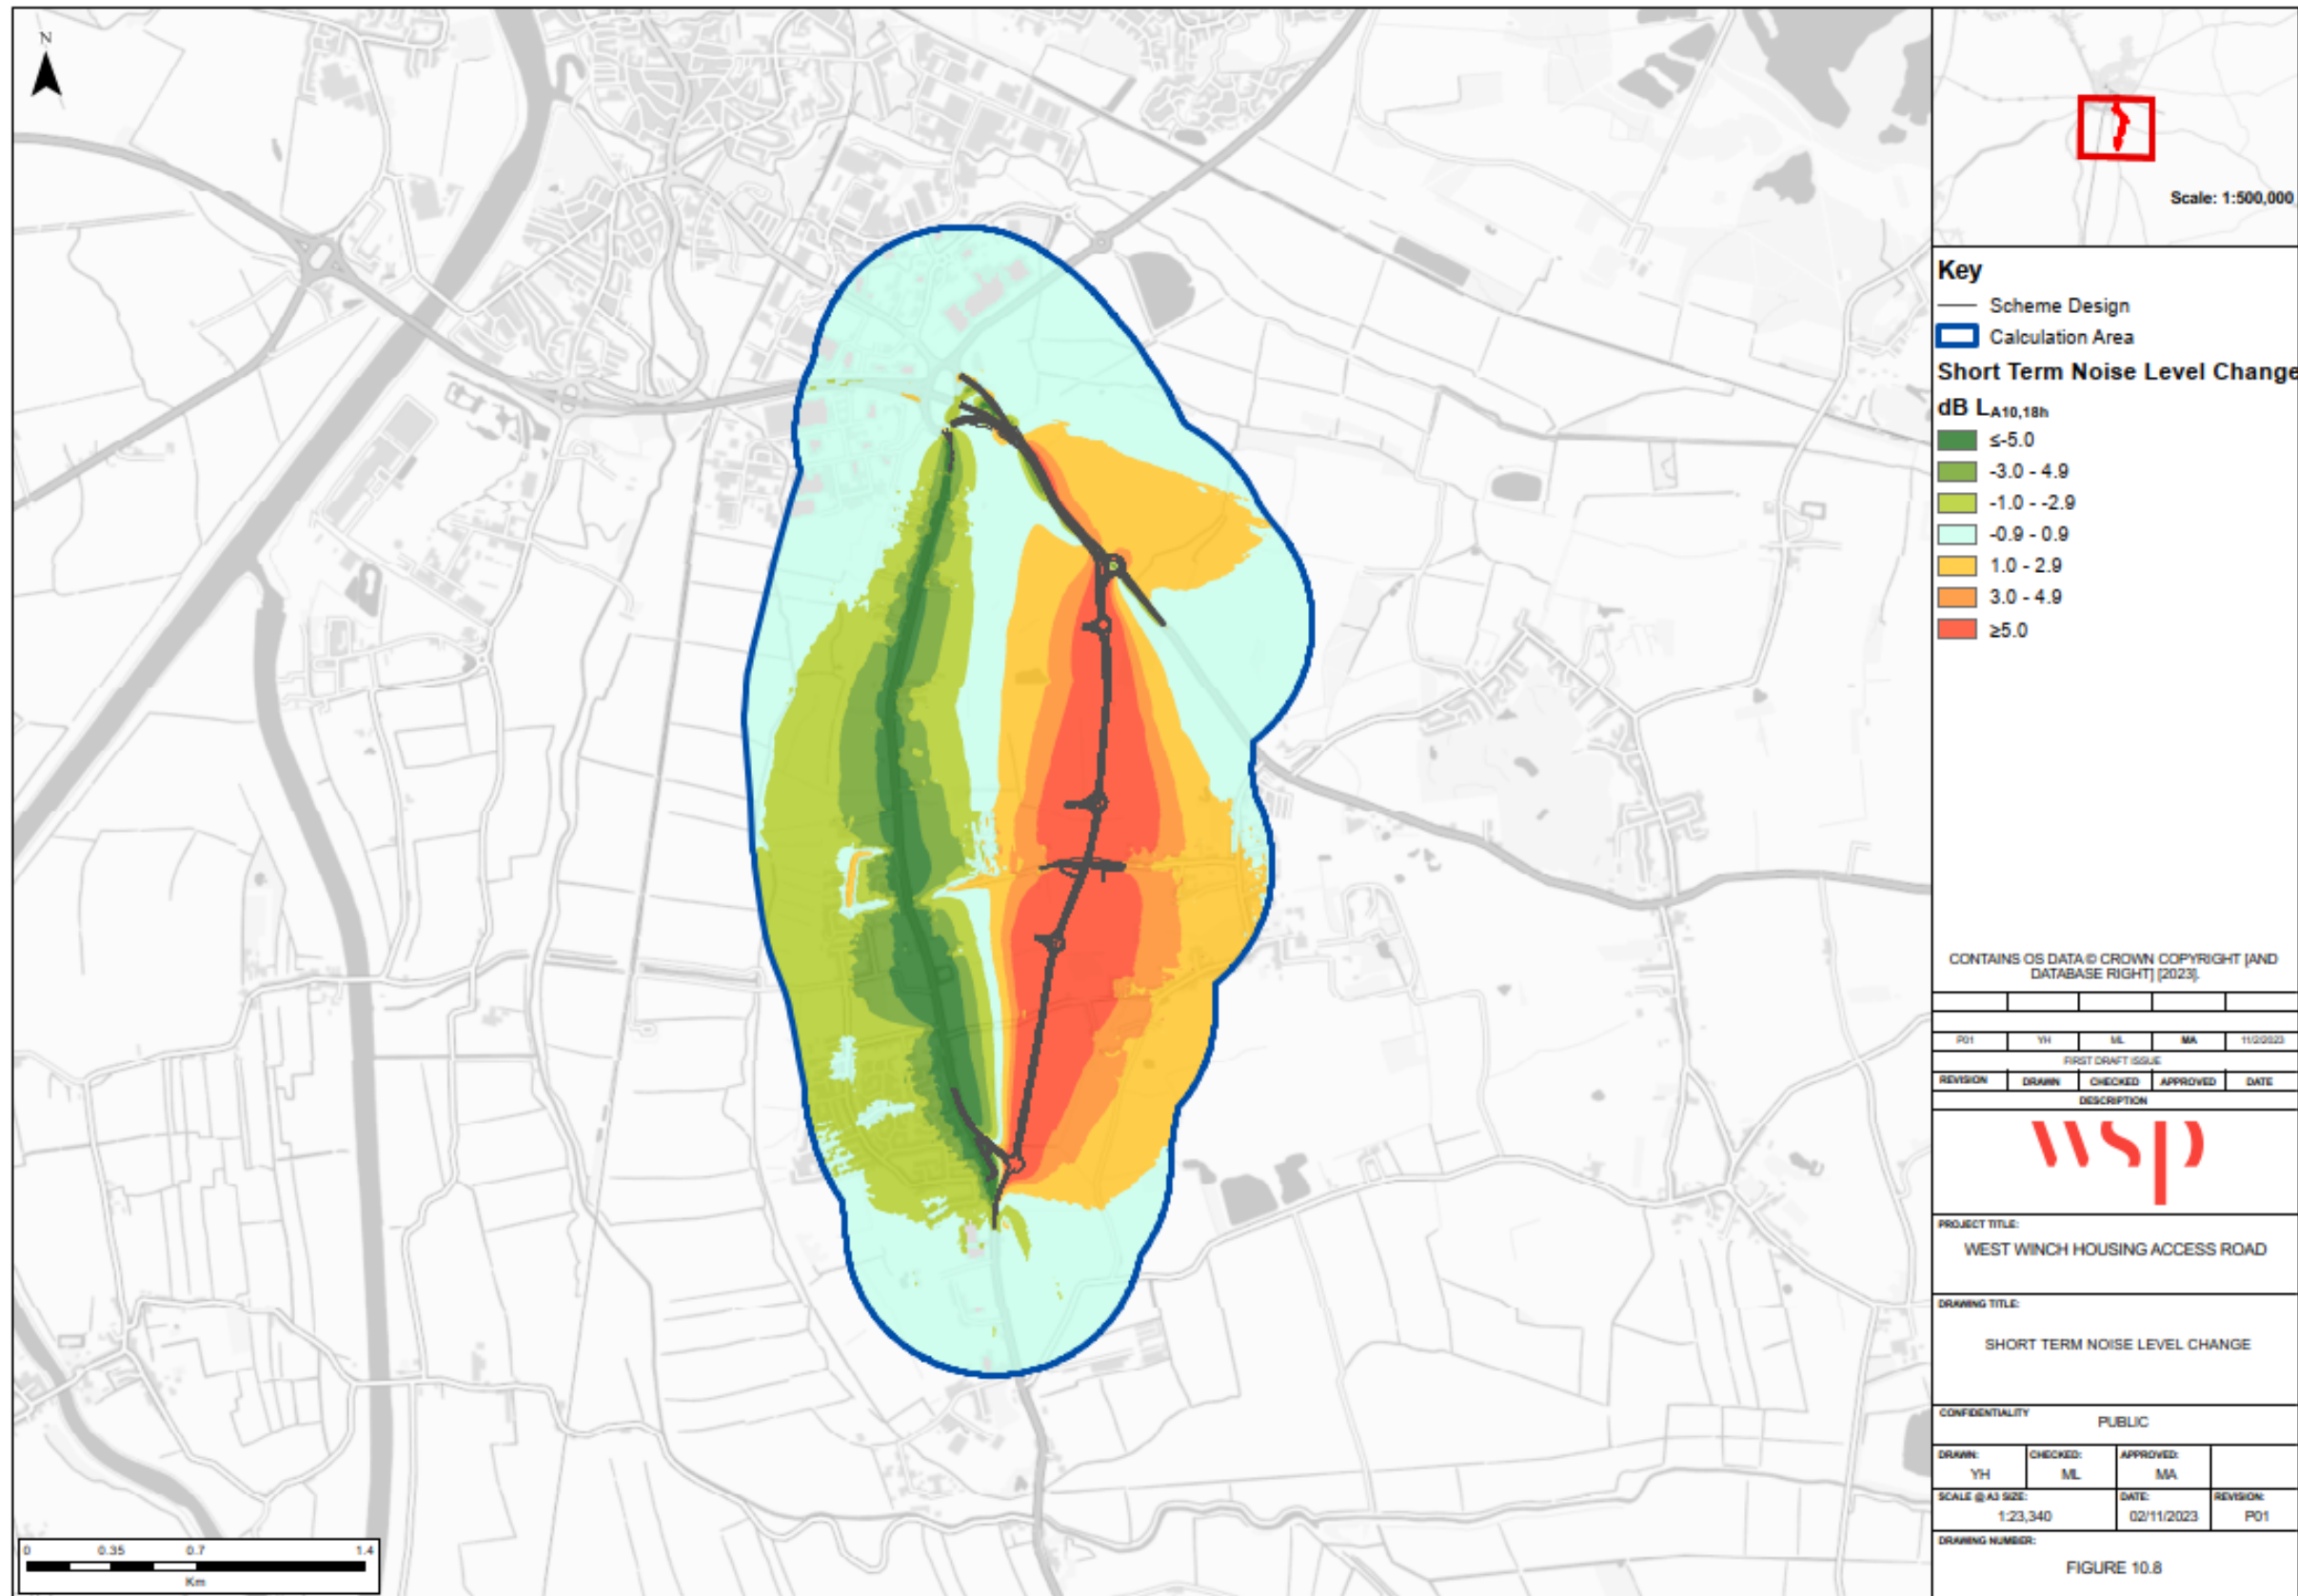 N
Scale: 1:500,000
Key
Scheme Design
Calculation Area
Short Term Noise Level Change
dB LA10,18h
≤-5.0
-3.0 - 4.9
-1.0 - -2.9
-0.9 - 0.9
1.0 - 2.9
3.0 - 4.9
≥5.0
CONTAINS OS DATA © CROWN COPYRIGHT [AND
DATABASE RIGHT] [2023].
P01 YH ML MA 11/2/2023
FIRST DRAFT ISSUE
REVISION DRAWN CHECKED APPROVED DATE
DESCRIPTION
wsp
PROJECT TITLE:
WEST WINCH HOUSING ACCESS ROAD
DRAWING TITLE:
SHORT TERM NOISE LEVEL CHANGE
CONFIDENTIALITY
PUBLIC
DRAWN: CHECKED: APPROVED:
YH ML MA
SCALE @ A3 SIZE: DATE: REVISION:
1:23,340 02/11/2023 P01
DRAWING NUMBER:
FIGURE 10.8
0 0.35 0.7 1.4
Km